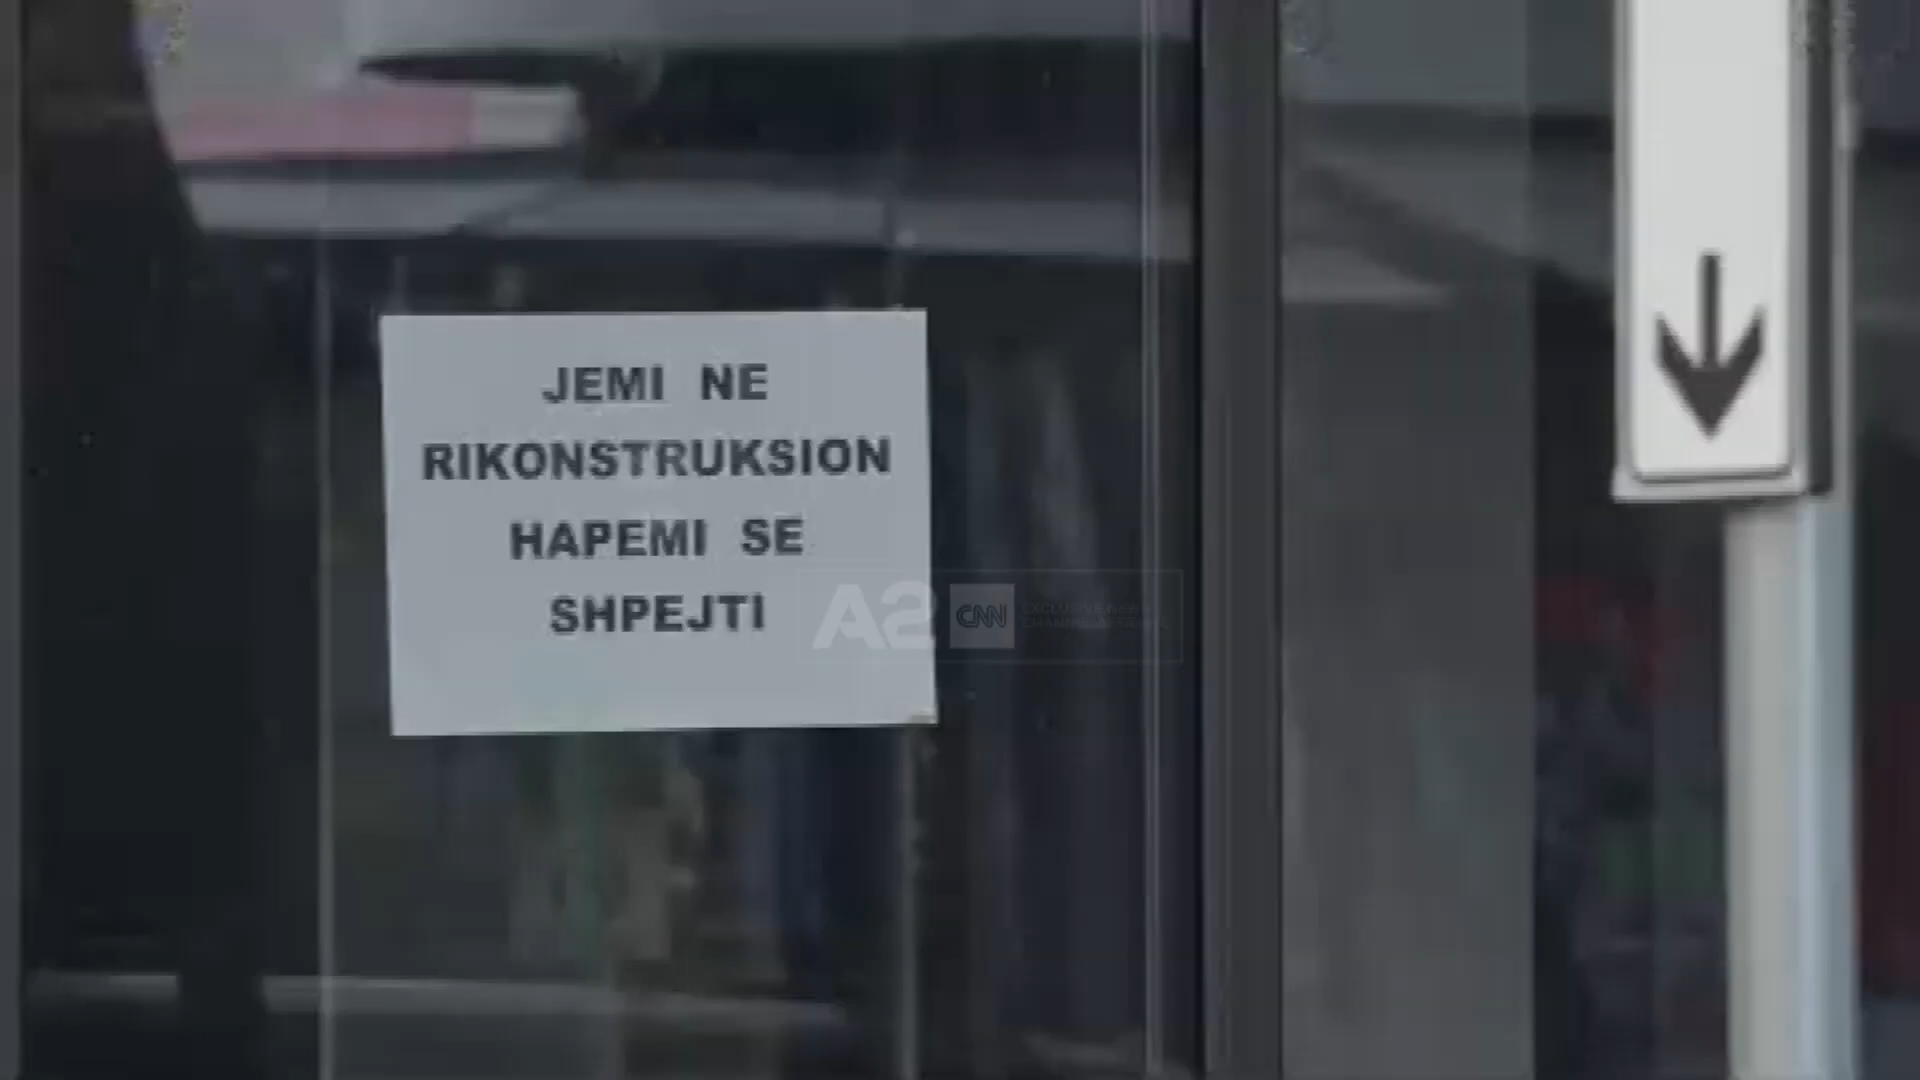 JEMI NE
RIKONSTRUKSION
HAPEMI SE
SHPEJTI
A2 CNN